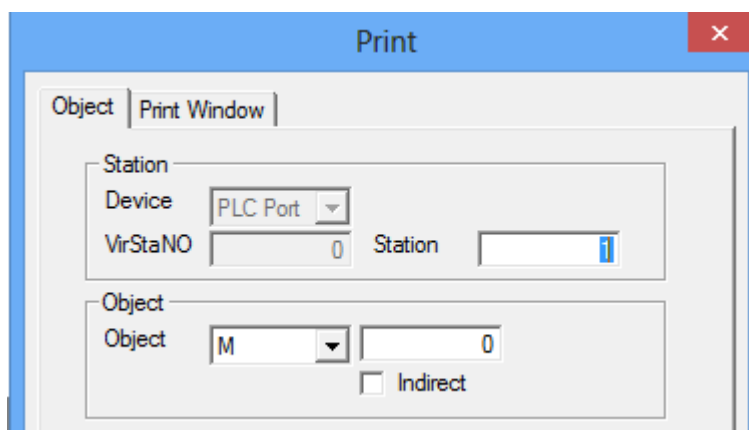 Print
Object Print Window
Station
Device PLC Port
VirStaNO 0 Station 1
Object
Object M 0
Indirect